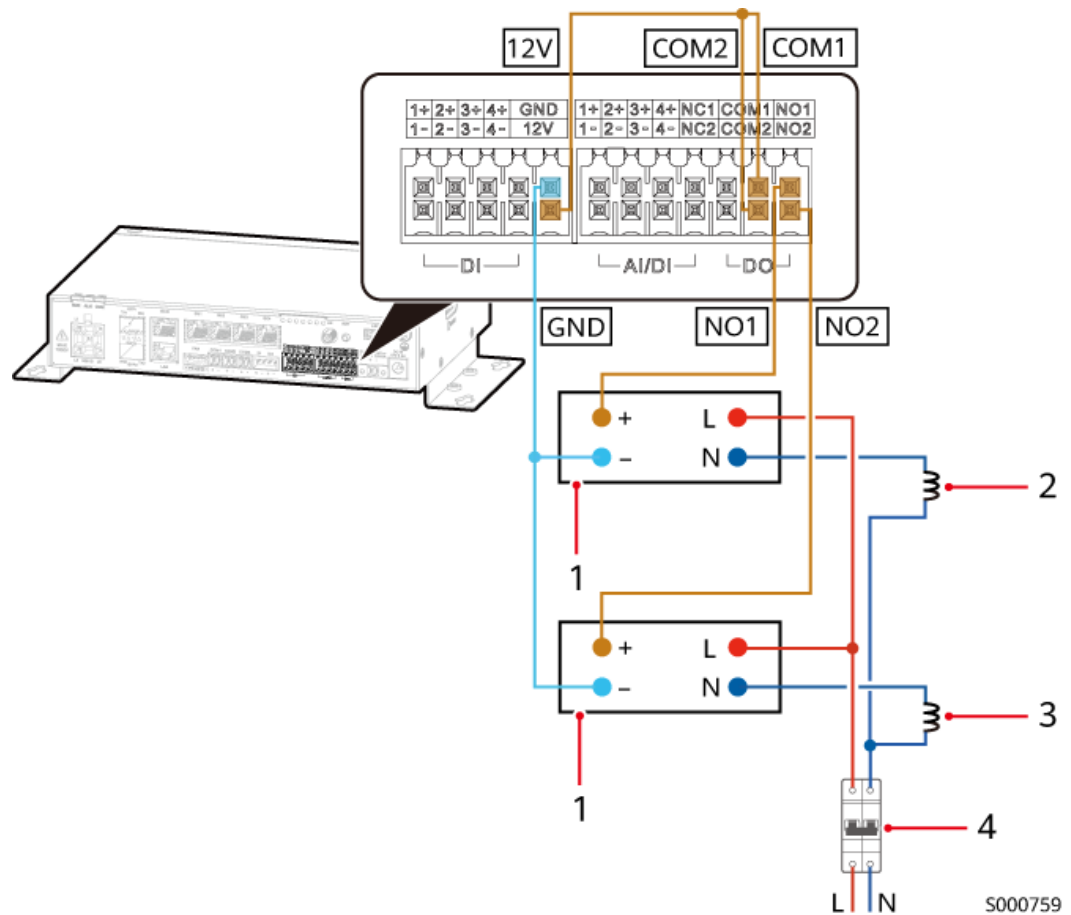 12V COM2 COM1
1+ 2+ 3+ 4+ GND 1+ 2+ 3+ 4+ NC1 COM1 NO1
1- 2- 3- 4- 12V 1- 2- 3- 4- NC2 COM2 NO2
DI AI/DI DO
GND NO1 NO2
+ L
– N
2
1
+ L
– N
3
1
4
L N
S000759